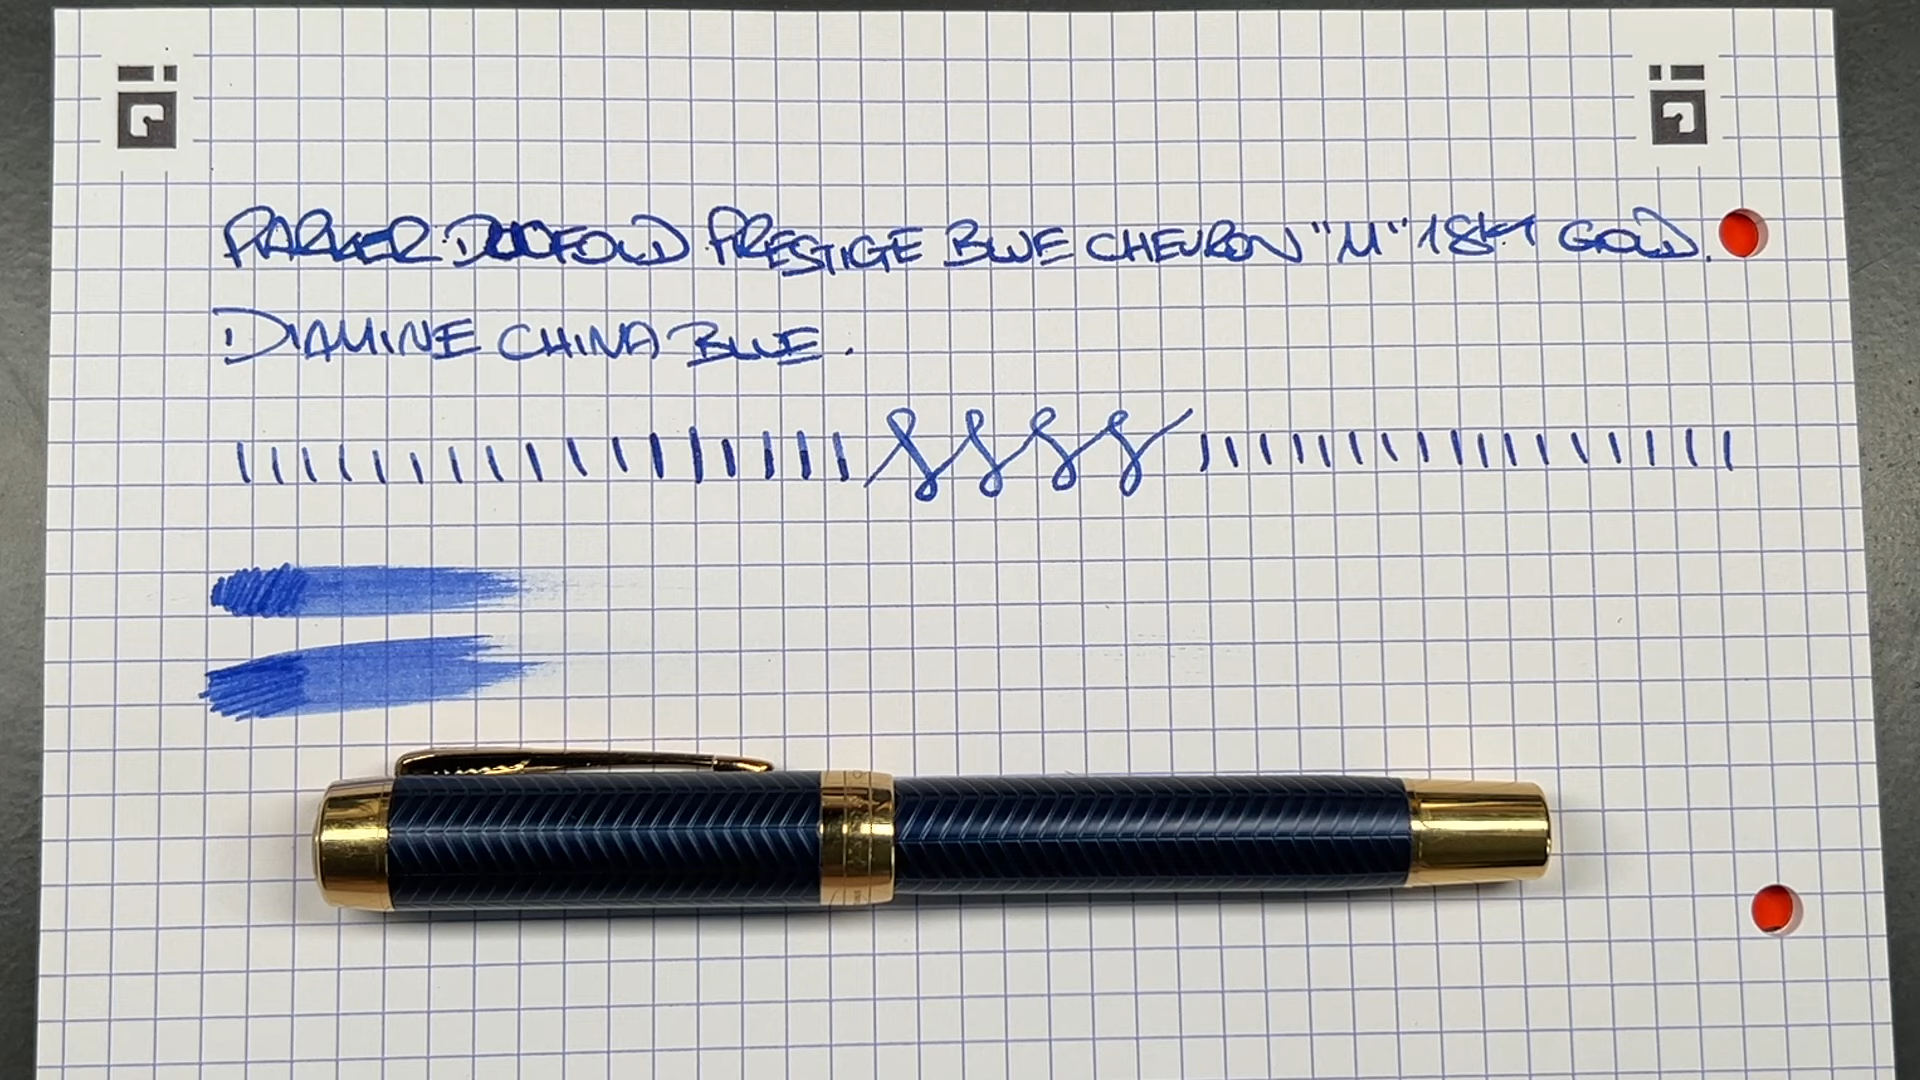 PARKER DUOFOLD PRESTIGE BLUE CHEVRON "M" 18kt GOLD.
DIAMINE CHINA BLUE.